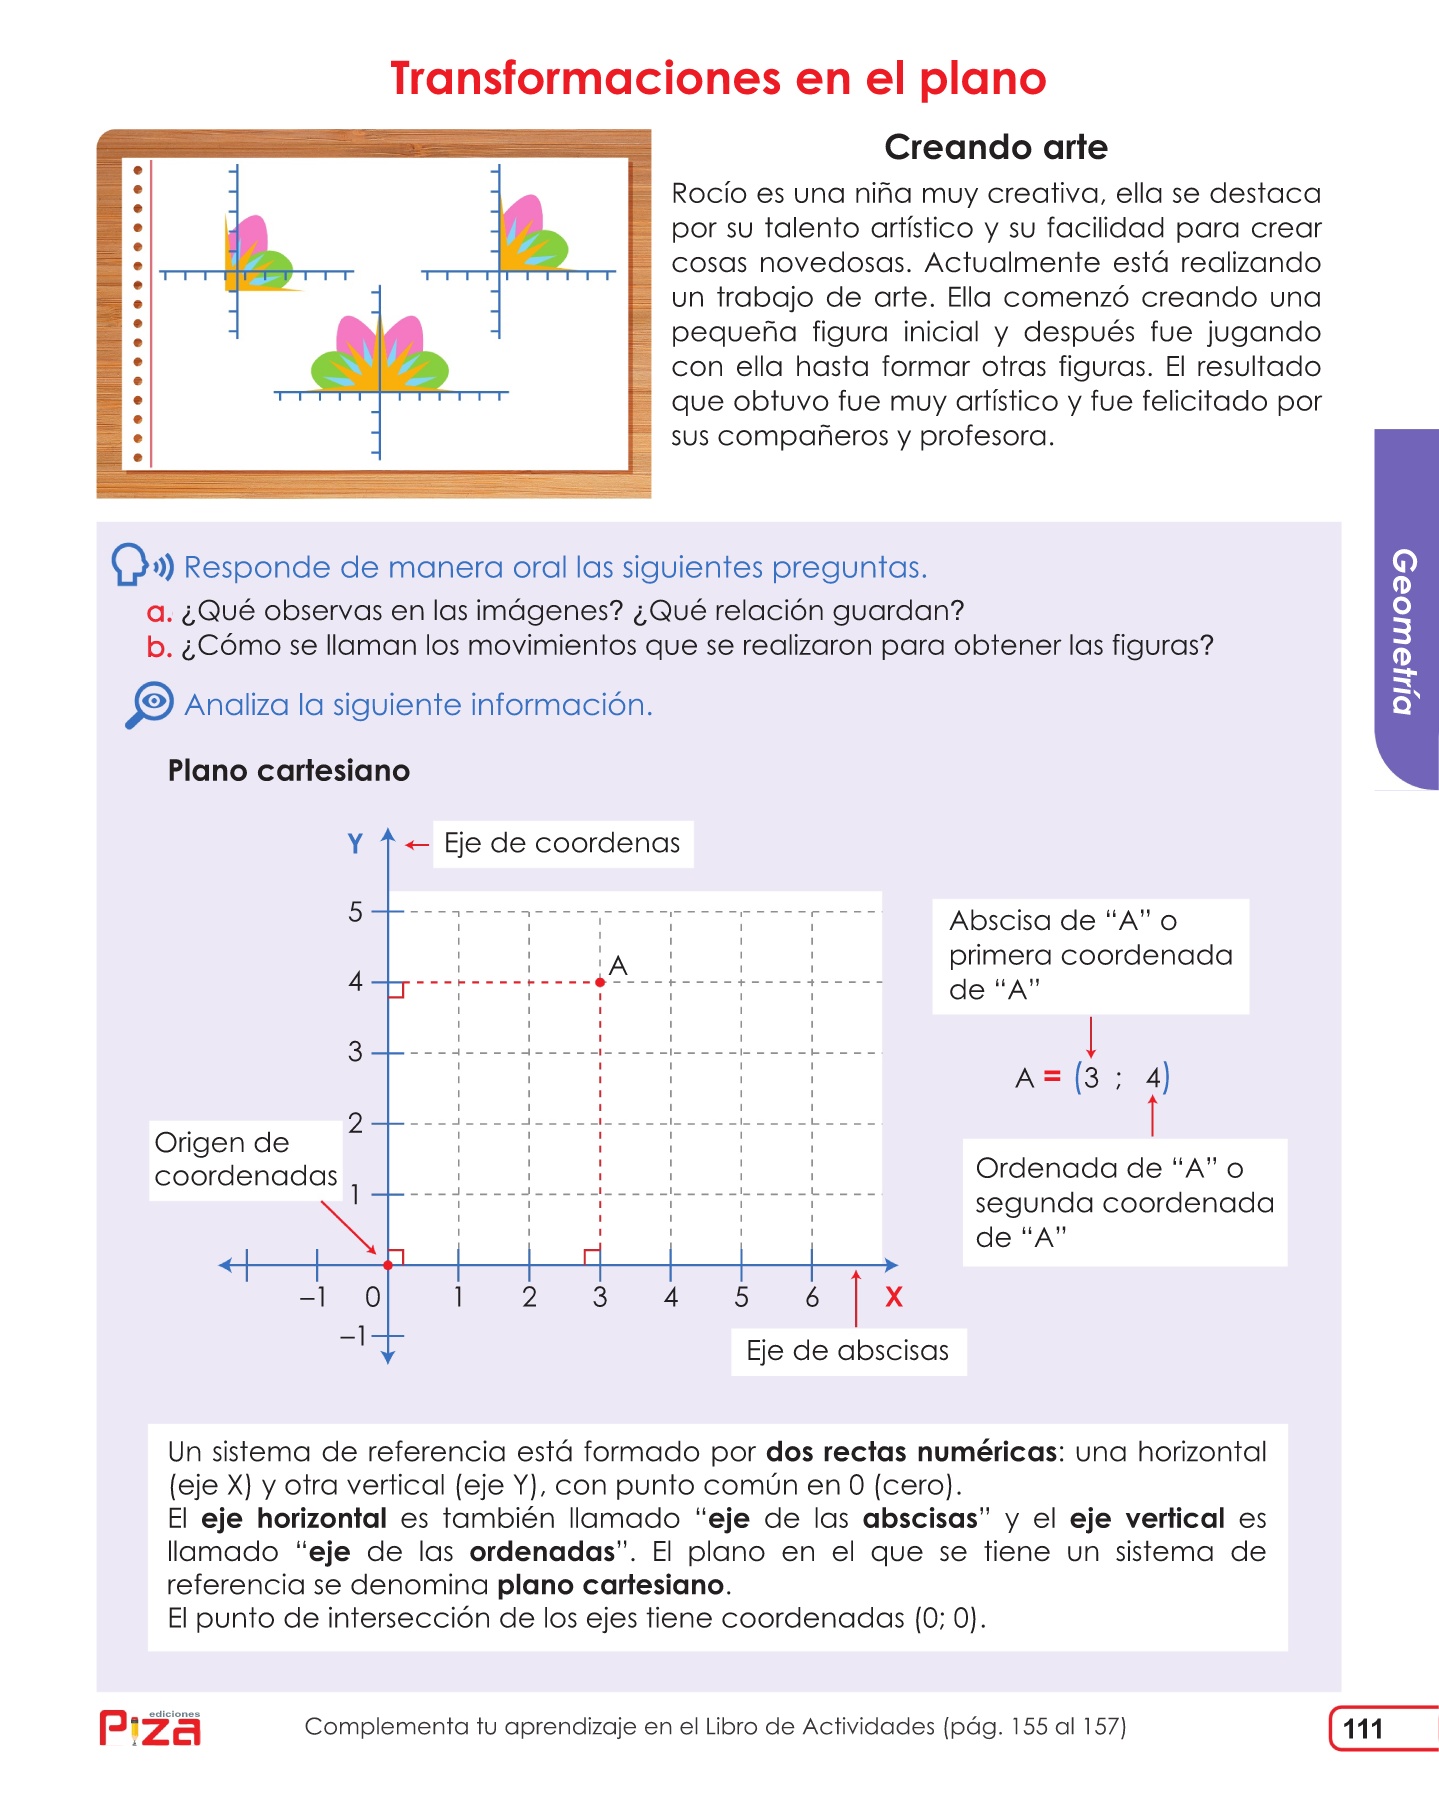 Transformaciones en el plano
Creando arte
Rocío es una niña muy creativa, ella se destaca
por su talento artístico y su facilidad para crear
cosas novedosas. Actualmente está realizando
un trabajo de arte. Ella comenzó creando una
pequeña figura inicial y después fue jugando
con ella hasta formar otras figuras. El resultado
que obtuvo fue muy artístico y fue felicitado por
sus compañeros y profesora.
Geometría
Responde de manera oral las siguientes preguntas.
a. ¿Qué observas en las imágenes? ¿Qué relación guardan?
b. ¿Cómo se llaman los movimientos que se realizaron para obtener las figuras?
Analiza la siguiente información.
Plano cartesiano
Y
Eje de coordenas
5
4
3
2
1
A
Origen de
coordenadas
–1 0 1 2 3 4 5 6 X
–1
Eje de abscisas
Abscisa de “A” o
primera coordenada
de “A”
A = (3 ; 4)
Ordenada de “A” o
segunda coordenada
de “A”
Un sistema de referencia está formado por dos rectas numéricas: una horizontal
(eje X) y otra vertical (eje Y), con punto común en 0 (cero).
El eje horizontal es también llamado “eje de las abscisas” y el eje vertical es
llamado “eje de las ordenadas”. El plano en el que se tiene un sistema de
referencia se denomina plano cartesiano.
El punto de intersección de los ejes tiene coordenadas (0; 0).
ediciones
Piza
Complementa tu aprendizaje en el Libro de Actividades (pág. 155 al 157)
111